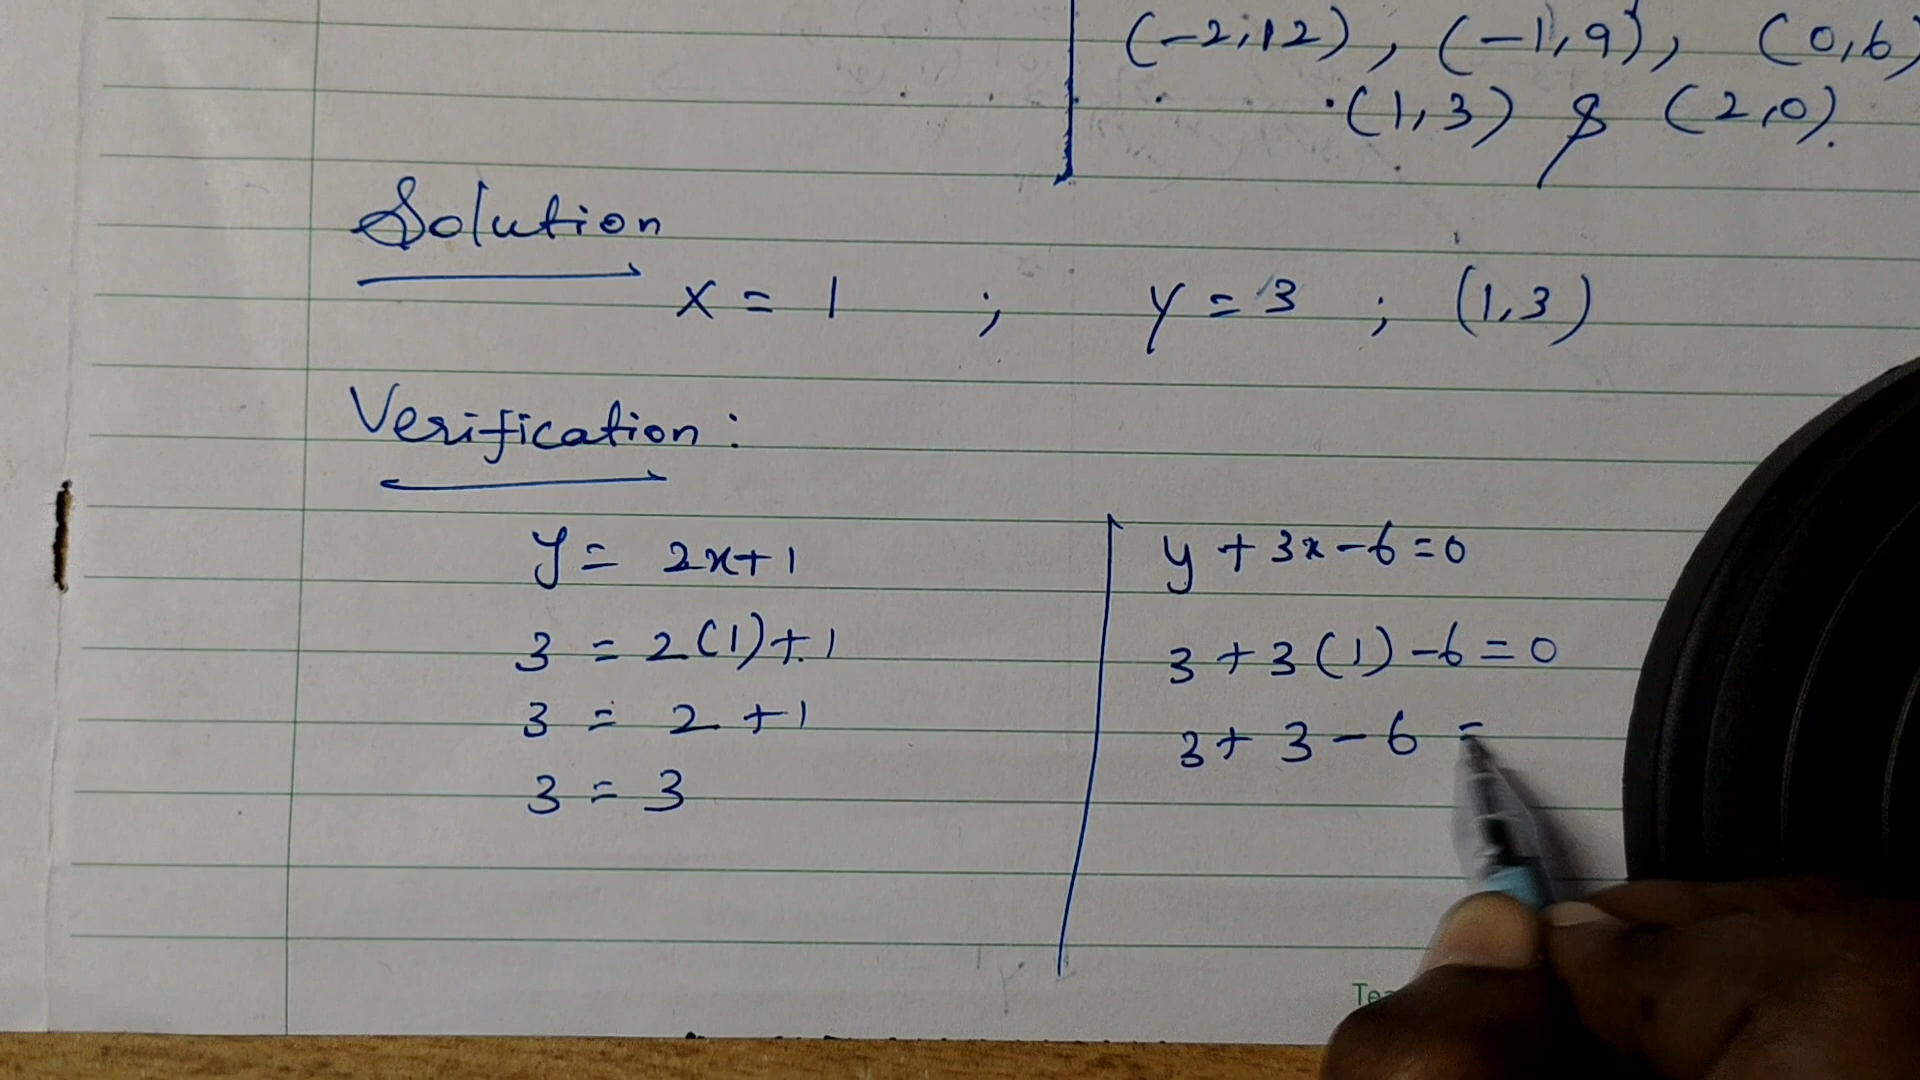 (-2,12), (-1,9), (0,6)
(1,3) & (2,0).
Solution
x = 1 ; y = 3 ; (1,3)
Verification :
y = 2x+1
3 = 2(1)+1
3 = 2 +1
3 = 3
y + 3x-6=0
3 +3(1) -6=0
3+ 3 - 6 =